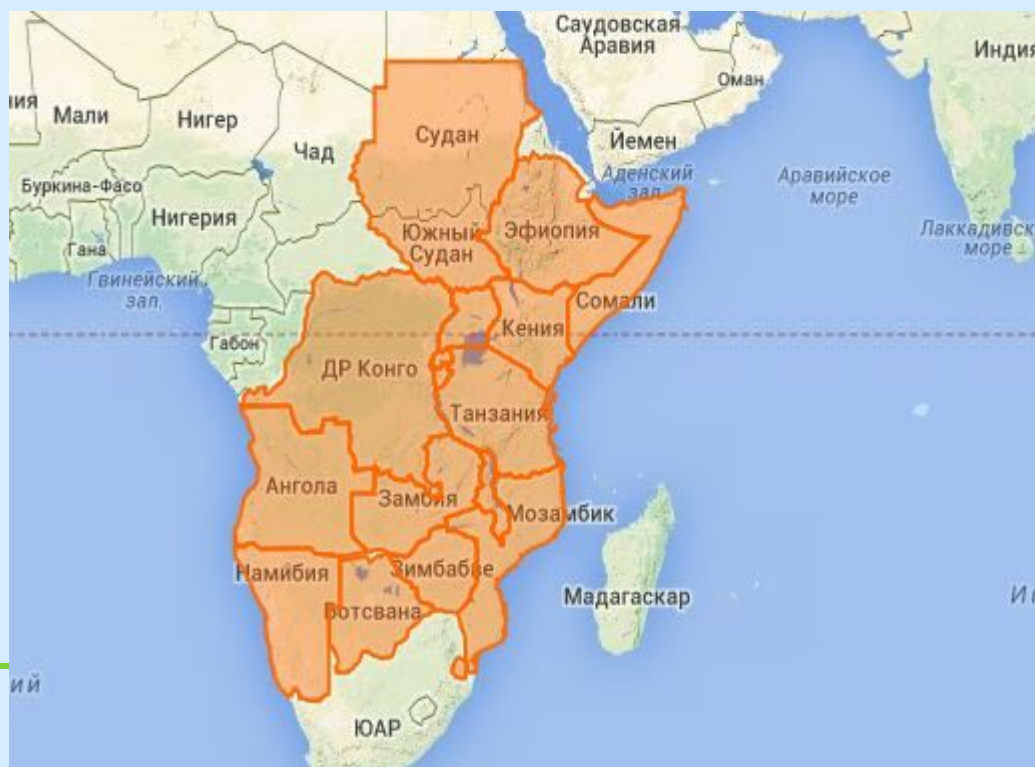 Саудовская
Аравия
Индия
Оман
Мали
Нигер
Судан
Чад
Йемен
Аденский
зал.
Аравийское
море
Буркина-Фасо
Нигерия
Южный
Судан
Эфиопия
Гана
Гвинейский
зал.
Сомали
Кения
Габон
ДР Конго
Танзания
Ангола
Замбия
Мозамбик
Намибия
Зимбабве
Ботсвана
Мадагаскар
ЮАР
море
ий